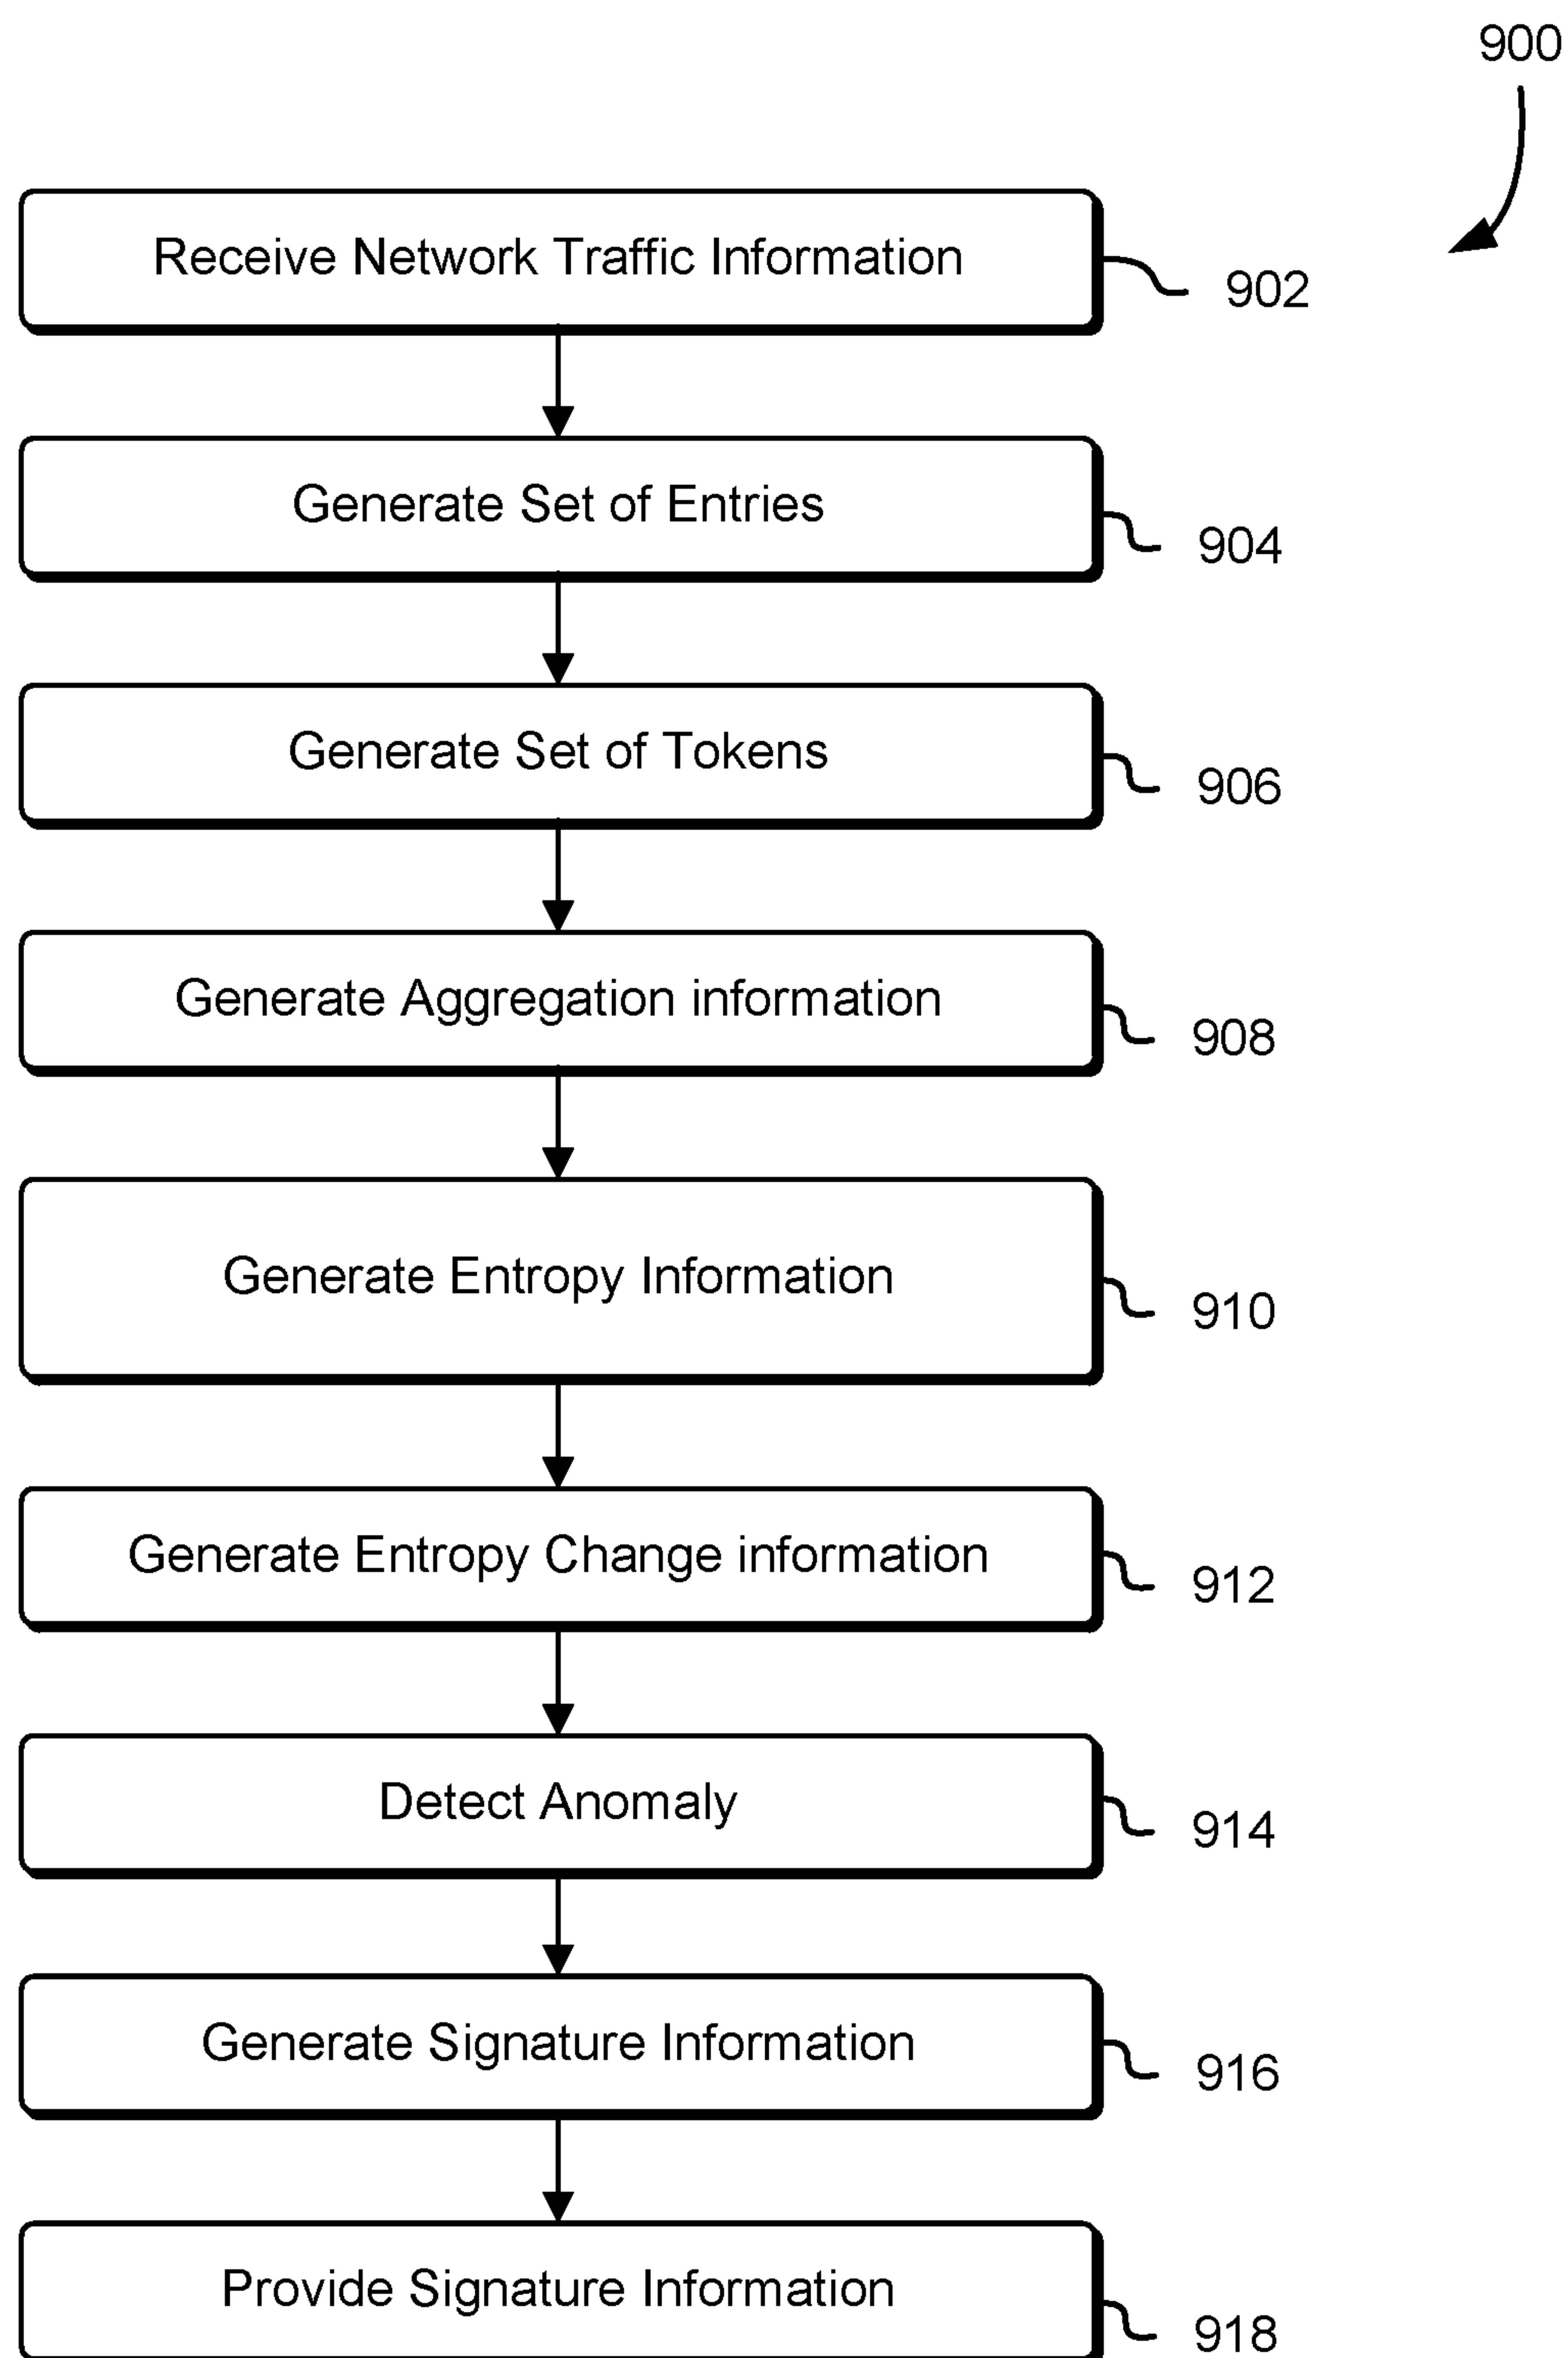 900
Receive Network Traffic Information
902
Generate Set of Entries
904
Generate Set of Tokens
906
Generate Aggregation information
908
Generate Entropy Information
910
Generate Entropy Change information
912
Detect Anomaly
914
Generate Signature Information
916
Provide Signature Information
918